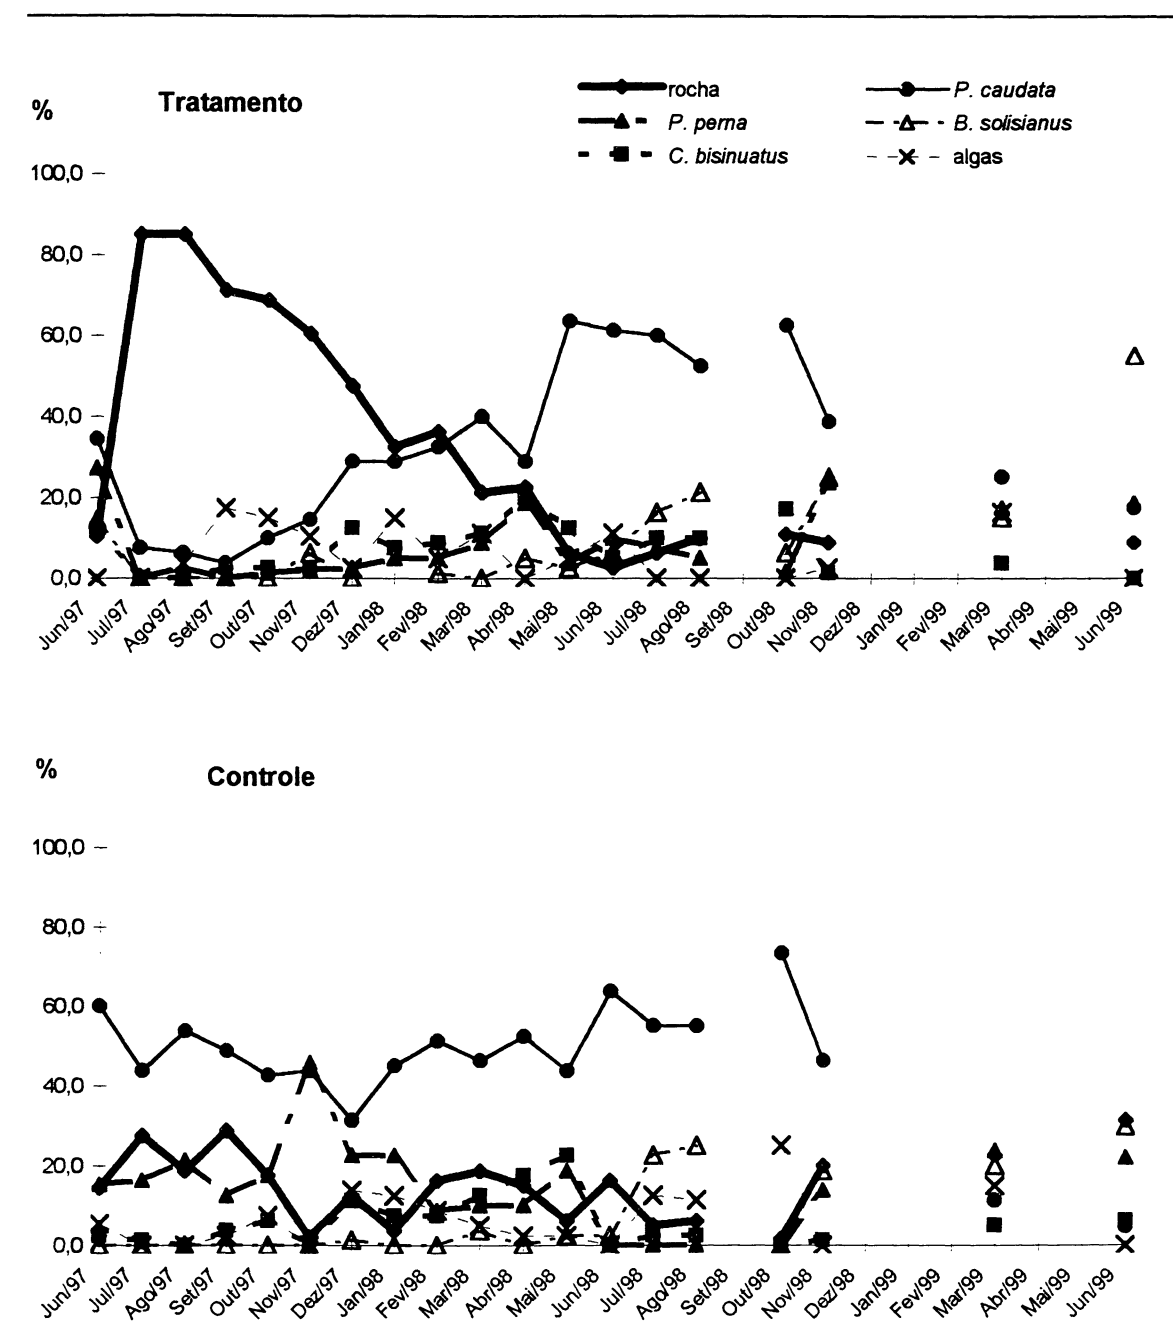 %
Tratamento
rocha
P. caudata
P. perna
B. solisianus
C. bisinuatus
algas
100,0
80,0
60,0
40,0
20,0
0,0
Jun/97
Jul/97
Ago/97
Set/97
Out/97
Nov/97
Dez/97
Jan/98
Fev/98
Mar/98
Abr/98
Mai/98
Jun/98
Jul/98
Ago/98
Set/98
Out/98
Nov/98
Dez/98
Jan/99
Fev/99
Mar/99
Abr/99
Mai/99
Jun/99
%
Controle
100,0
80,0
60,0
40,0
20,0
0,0
Jun/97
Jul/97
Ago/97
Set/97
Out/97
Nov/97
Dez/97
Jan/98
Fev/98
Mar/98
Abr/98
Mai/98
Jun/98
Jul/98
Ago/98
Set/98
Out/98
Nov/98
Dez/98
Jan/99
Fev/99
Mar/99
Abr/99
Mai/99
Jun/99